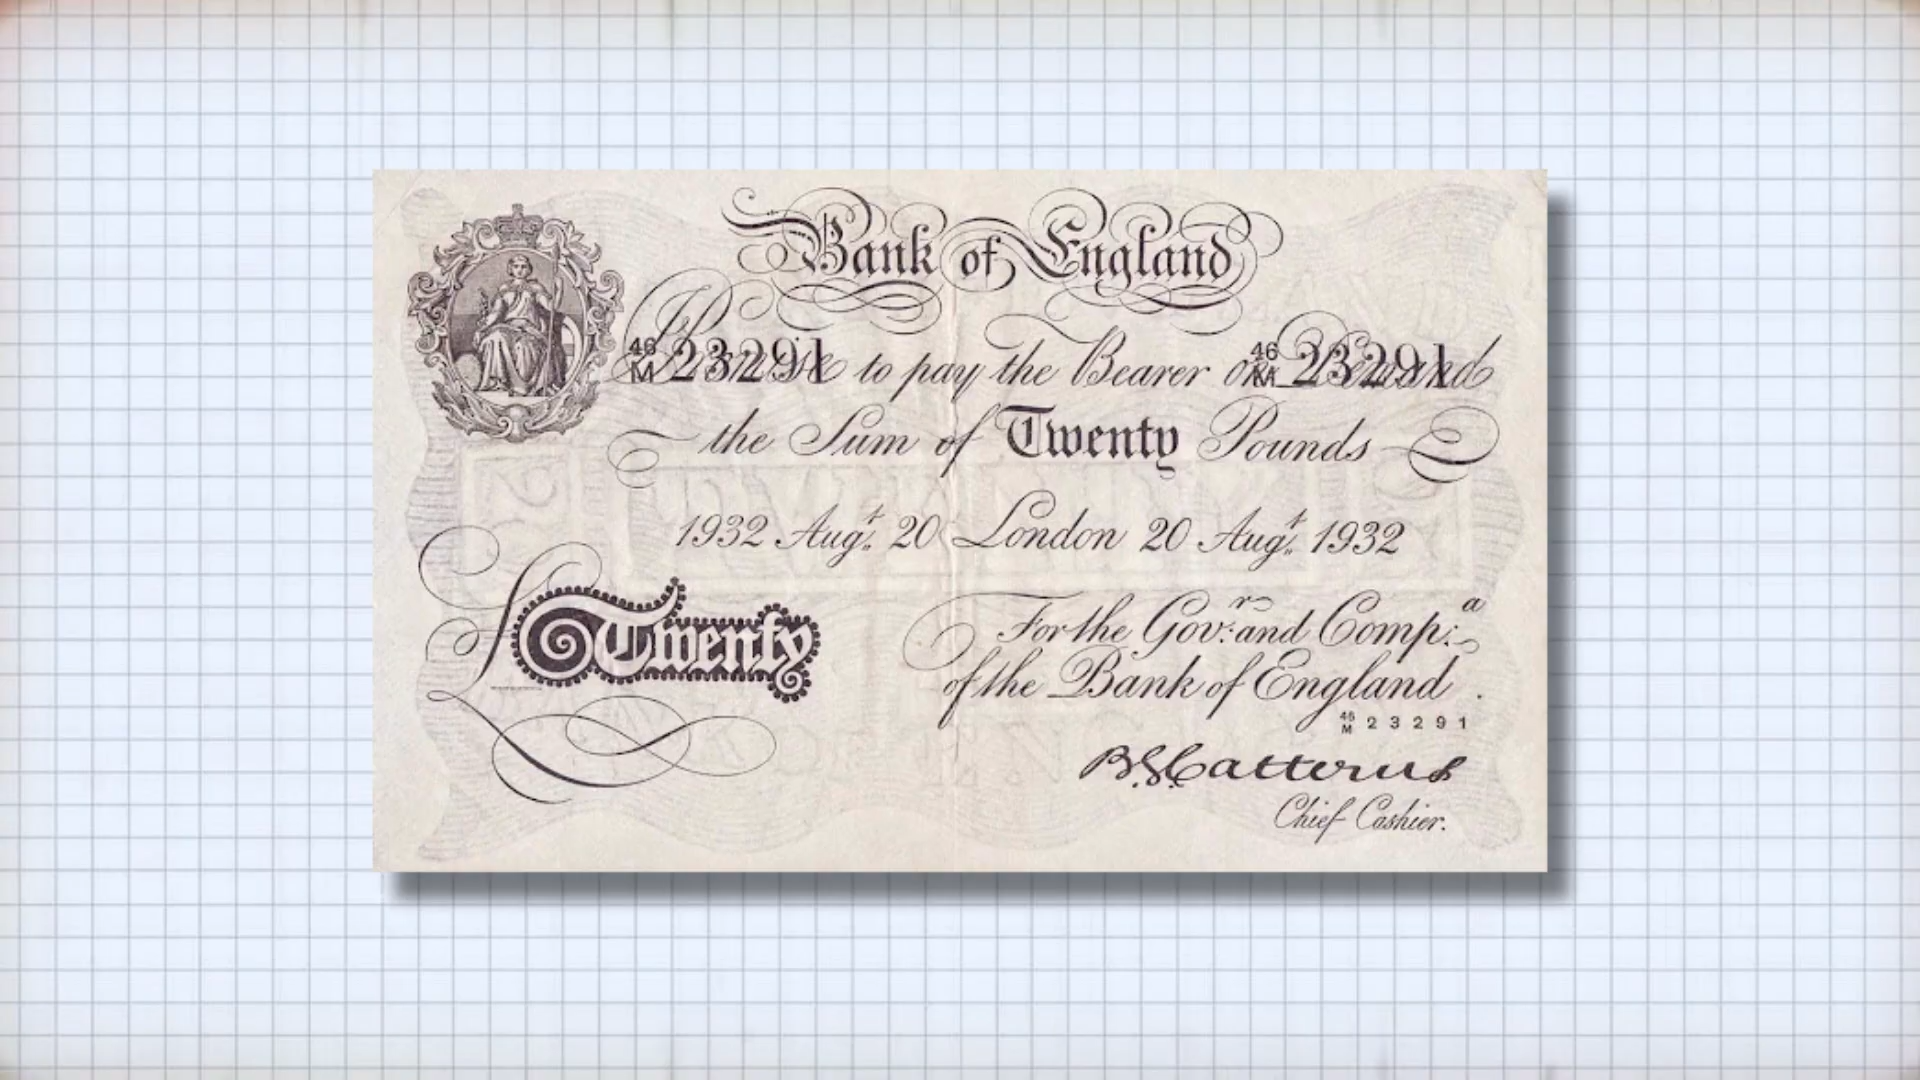 Bank of England
46
M 23291 46
M 23291
I Promise to pay the Bearer on Demand
the Sum of Twenty Pounds
1932 Augt. 20 London 20 Augt. 1932
£Twenty
For the Govr: and Compa:
of the Bank of England.
46
M 23291
B.G. Catterns
Chief Cashier.